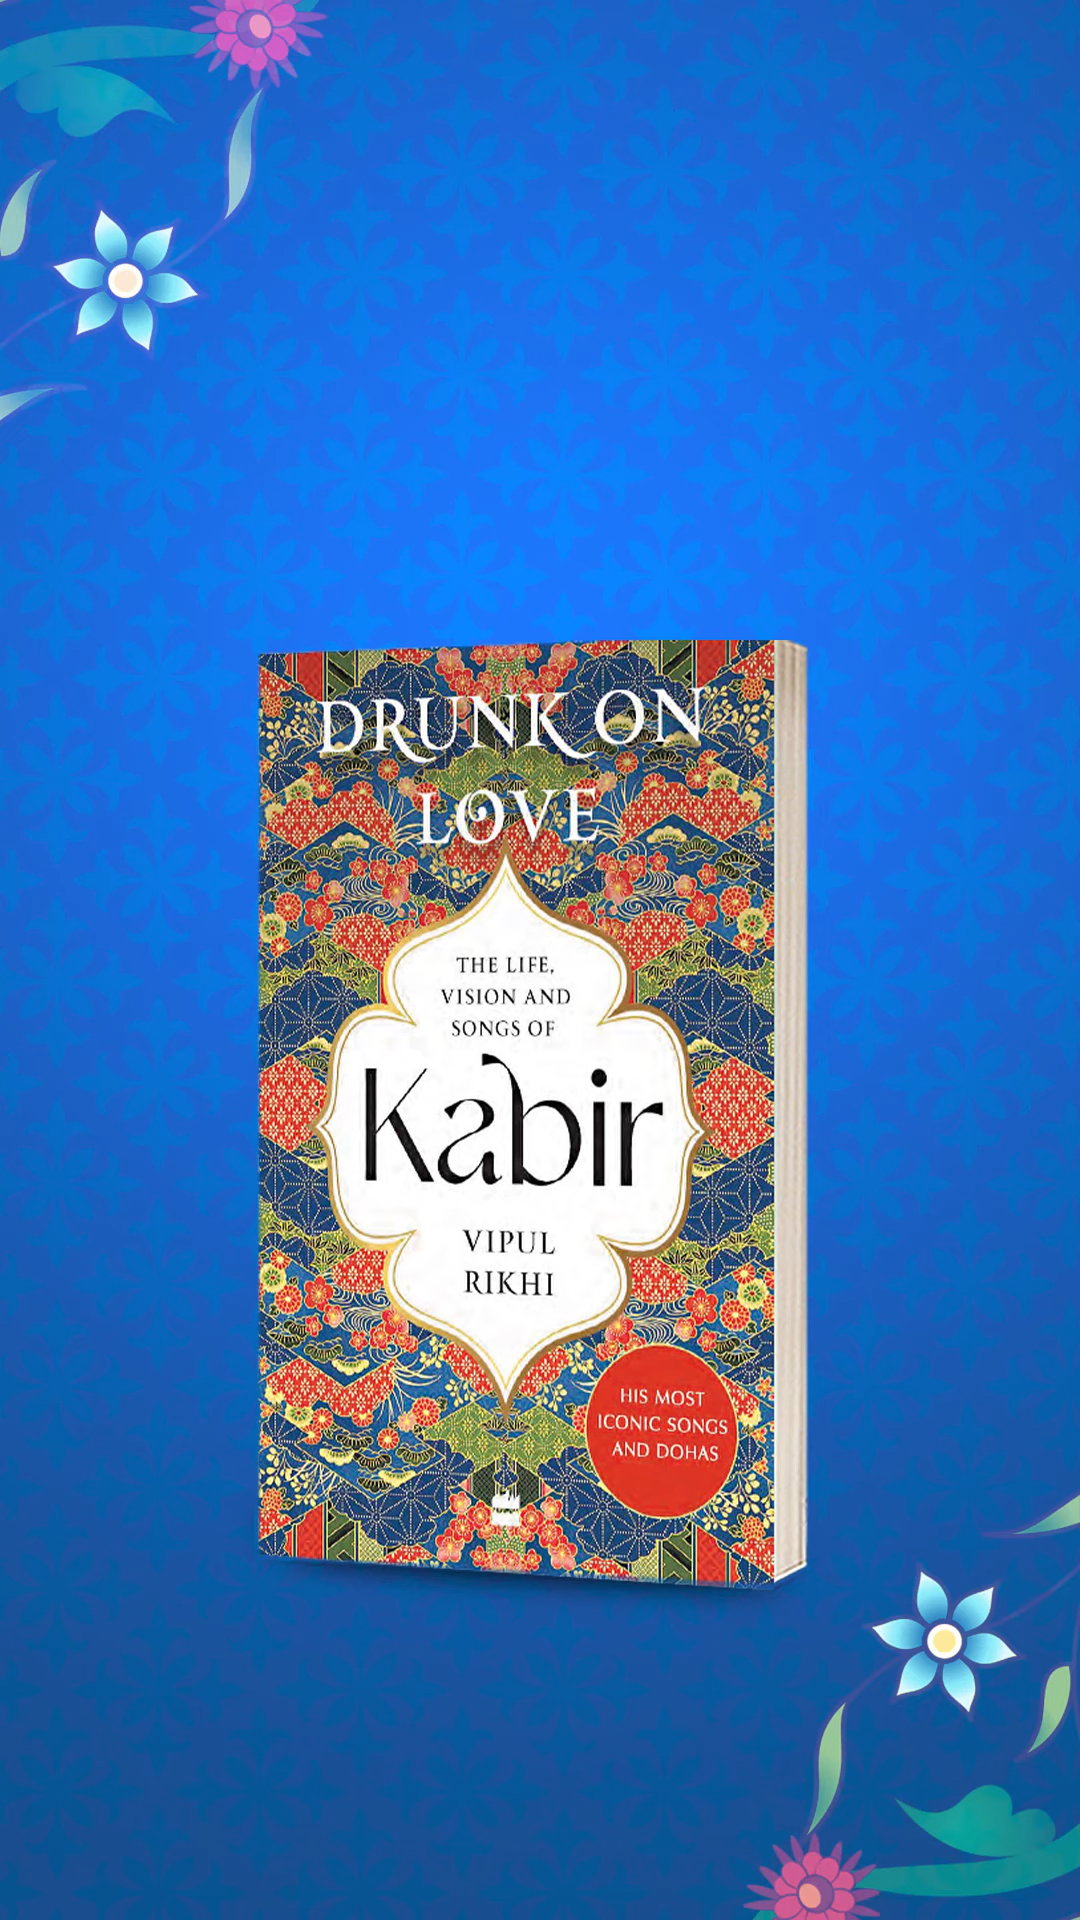 DRUNK ON
LOVE
THE LIFE,
VISION AND
SONGS OF
Kabir
VIPUL
RIKHI
HIS MOST
ICONIC SONGS
AND DOHAS